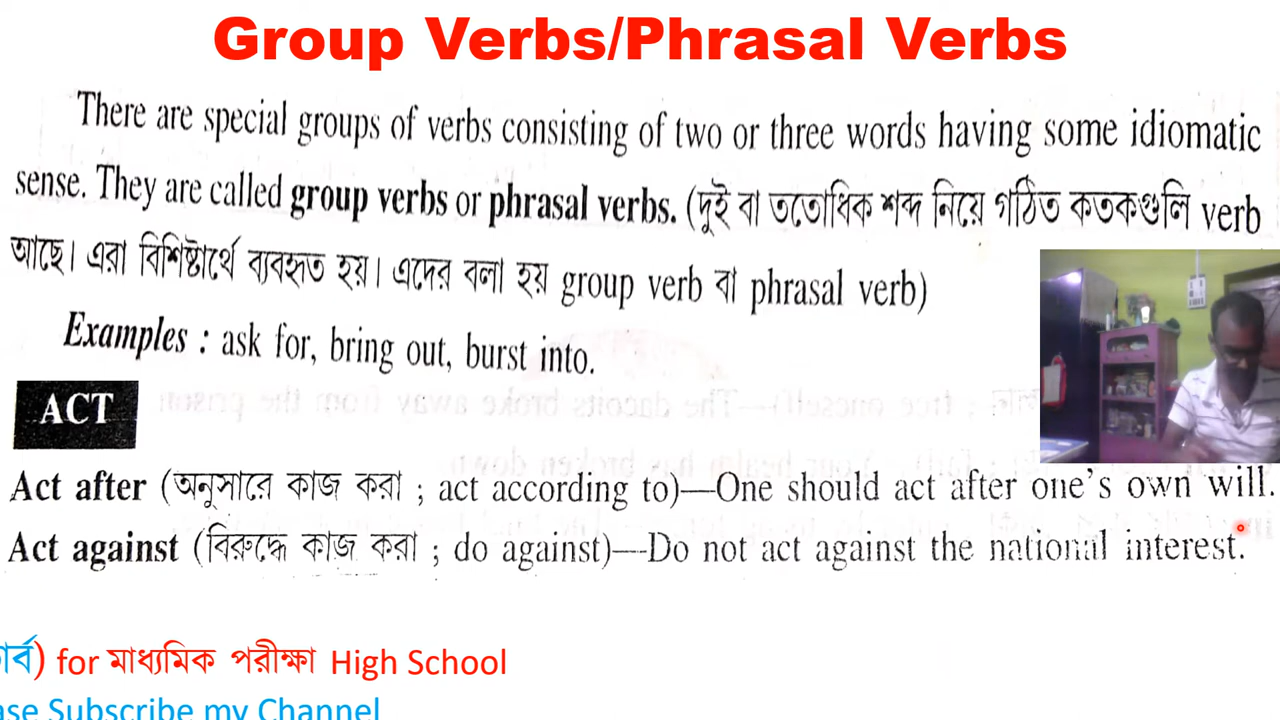 Group Verbs/Phrasal Verbs
There are special groups of verbs consisting of two or three words having some idiomatic
sense. They are called group verbs or phrasal verbs. (দুই বা ততোধিক শব্দ নিয়ে গঠিত কতকগুলি verb
আছে। এরা বিশিষ্টার্থে ব্যবহৃত হয়। এদের বলা হয় group verb বা phrasal verb)
Examples : ask for, bring out, burst into.
ACT
Act after (অনুসারে কাজ করা ; act according to)—One should act after one's own will.
Act against (বিরুদ্ধে কাজ করা ; do against)—Do not act against the national interest.
for মাধ্যমিক পরীক্ষা High School
Subscribe my Channel